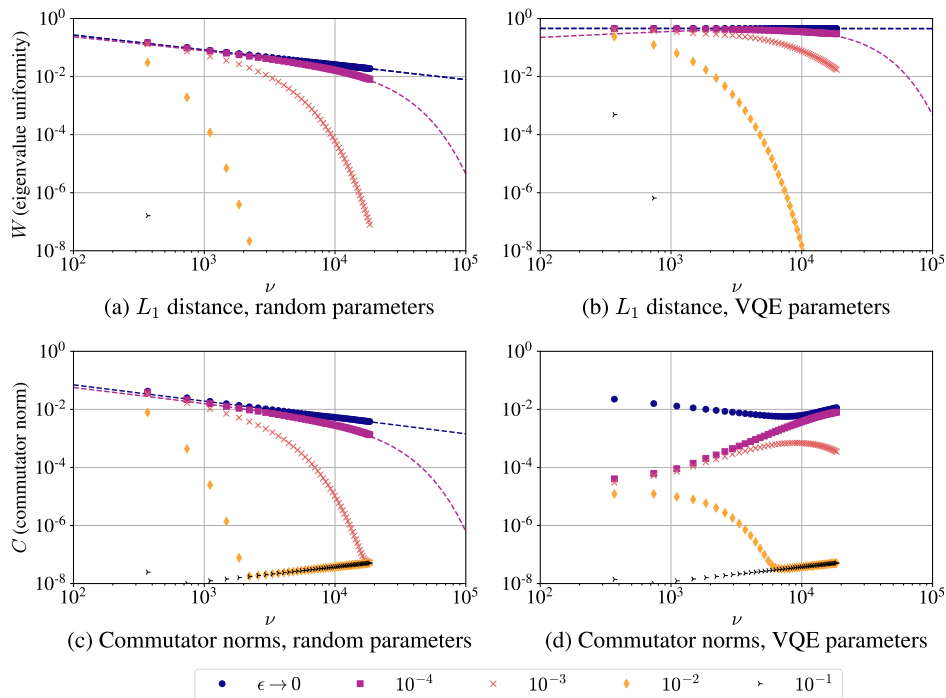 10^0
10^-2
10^-4
10^-6
10^-8
W (eigenvalue uniformity)
10^2 10^3 10^4 10^5
ν
(a) L_1 distance, random parameters
10^0
10^-2
10^-4
10^-6
10^-8
W (eigenvalue uniformity)
10^2 10^3 10^4 10^5
ν
(b) L_1 distance, VQE parameters
10^0
10^-2
10^-4
10^-6
10^-8
C (commutator norm)
10^2 10^3 10^4 10^5
ν
(c) Commutator norms, random parameters
10^0
10^-2
10^-4
10^-6
10^-8
C (commutator norm)
10^2 10^3 10^4 10^5
ν
(d) Commutator norms, VQE parameters
ϵ → 0 10^-4 10^-3 10^-2 10^-1